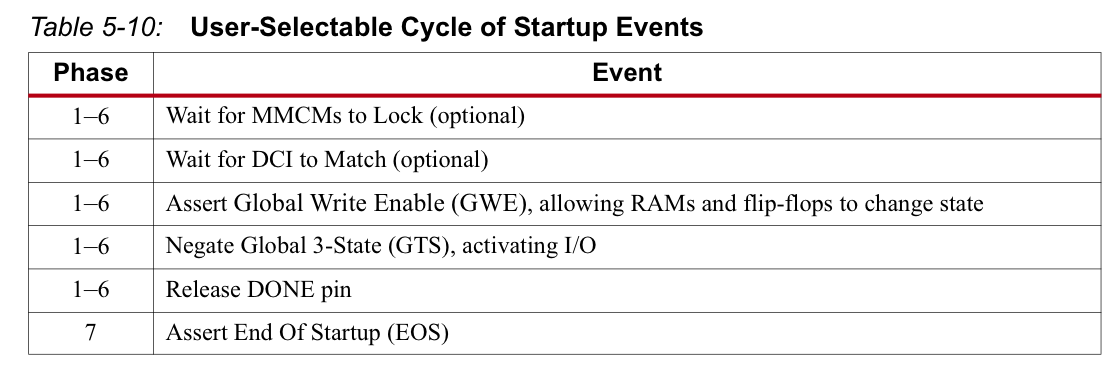 Table 5-10: User-Selectable Cycle of Startup Events
Phase Event
1–6 Wait for MMCMs to Lock (optional)
1–6 Wait for DCI to Match (optional)
1–6 Assert Global Write Enable (GWE), allowing RAMs and flip-flops to change state
1–6 Negate Global 3-State (GTS), activating I/O
1–6 Release DONE pin
7 Assert End Of Startup (EOS)